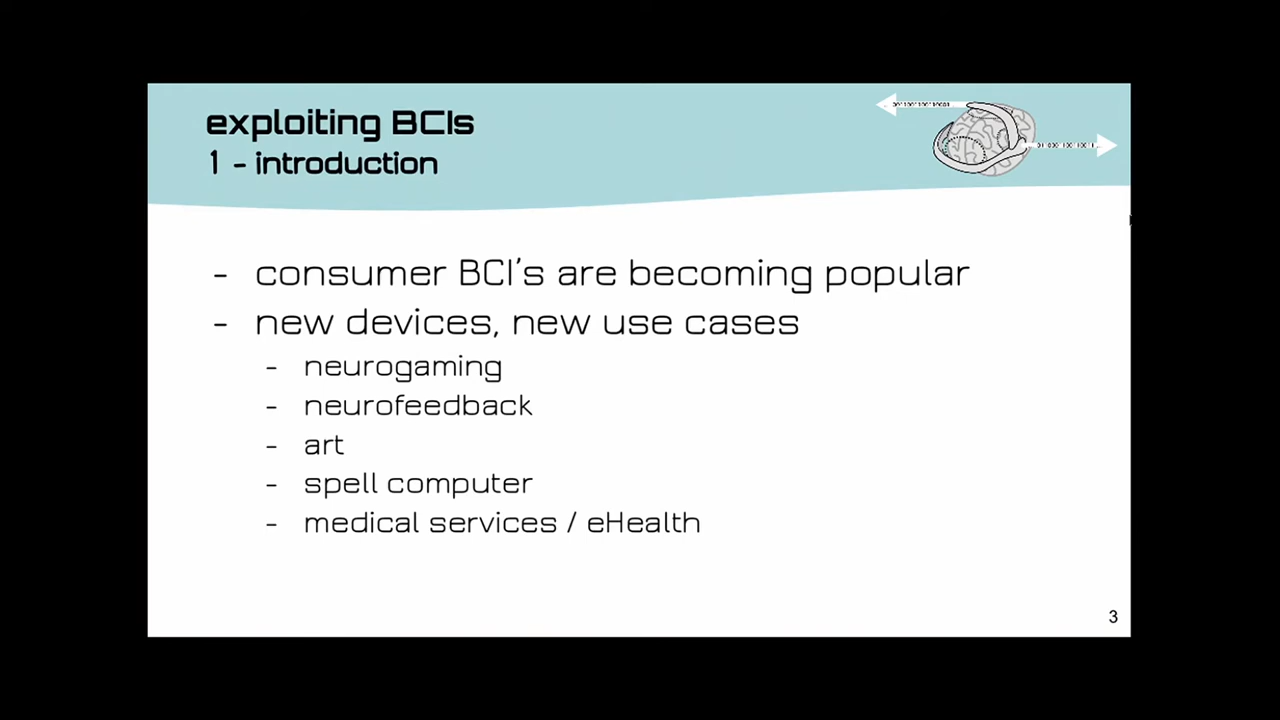 exploiting BCIs
1 - introduction
- consumer BCI's are becoming popular
- new devices, new use cases
- neurogaming
- neurofeedback
- art
- spell computer
- medical services / eHealth
3